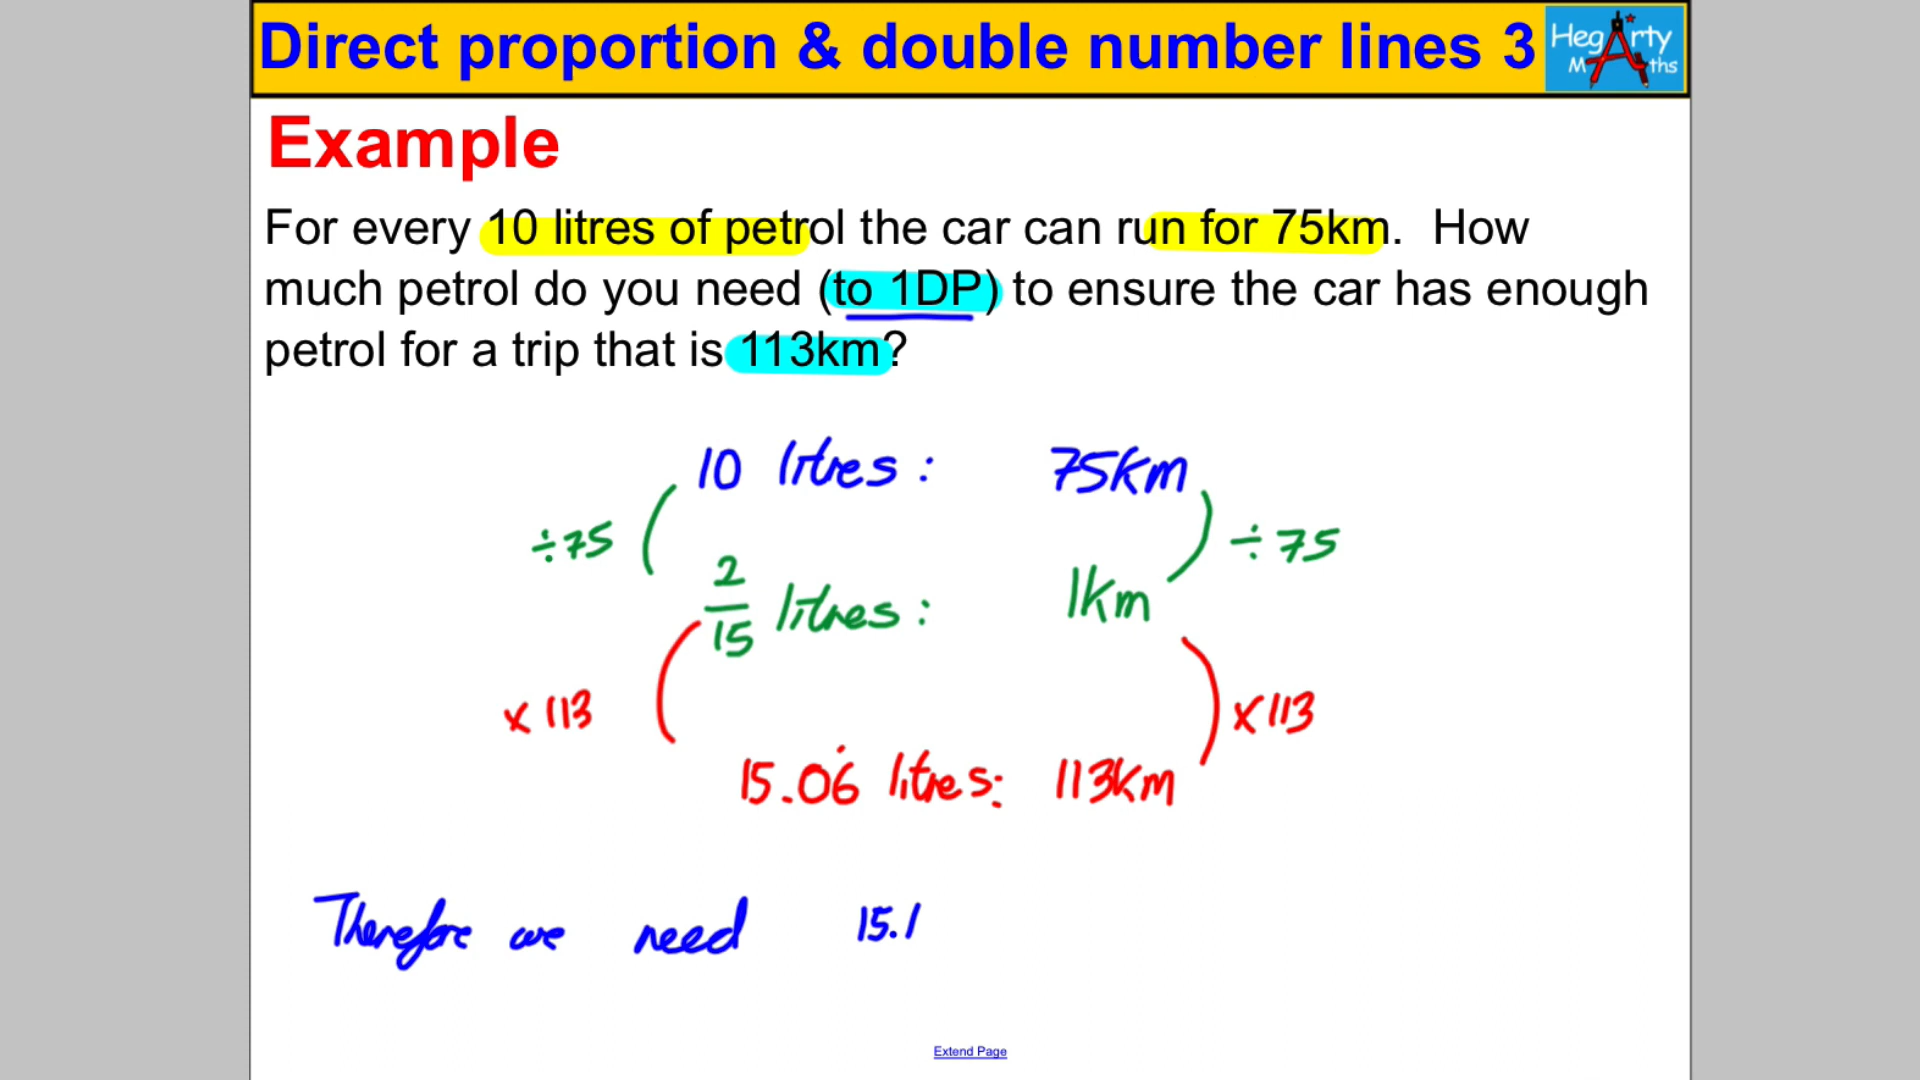 Direct proportion & double number lines 3
Hegarty
Maths
Example
For every 10 litres of petrol the car can run for 75km. How
much petrol do you need (to 1DP) to ensure the car has enough
petrol for a trip that is 113km?
10 litres : 75km
÷75 ÷75
2/15 litres : 1km
x 113 x113
15.06̇ litres: 113km
Therefore we need 15.1
Extend Page